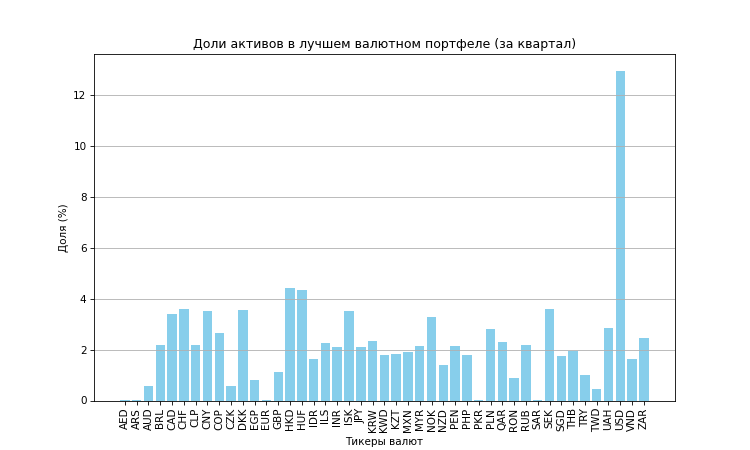 Доли активов в лучшем валютном портфеле (за квартал)
Доля (%)
12
10
8
6
4
2
0
AED ARS AUD BRL CAD CHF CLP CNY COP CZK DKK EGP EUR GBP HKD HUF IDR ILS INR ISK JPY KRW KWD KZT MXN MYR NOK NZD PEN PHP PKR PLN QAR RON RUB SAR SEK SGD THB TRY TWD UAH USD VND ZAR
Тикеры валют